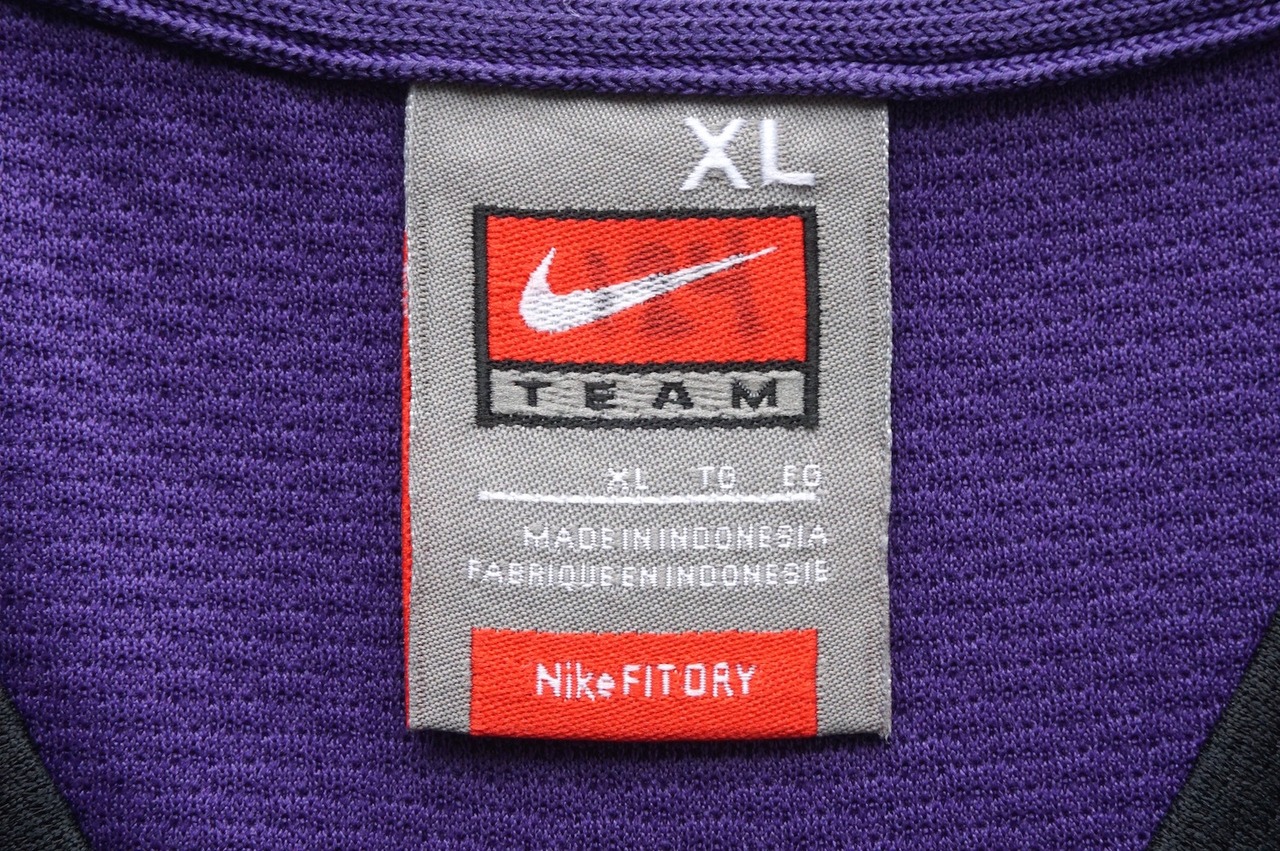 XL
TEAM
XL TG EG
MADE IN INDONESIA
FABRIQUE EN INDONESIE
Nike FIT DRY